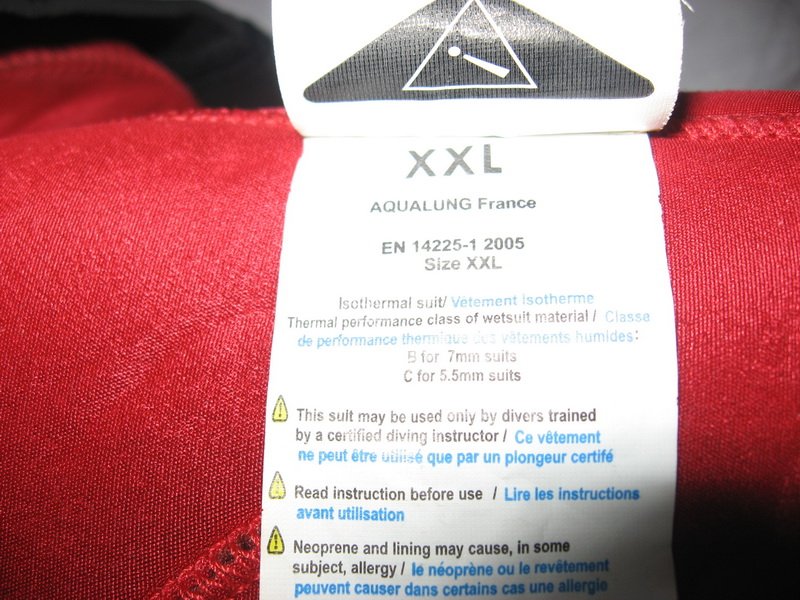 XXL
AQUALUNG France
EN 14225-1 2005
Size XXL
Isothermal suit/ Vêtement Isotherme
Thermal performance class of wetsuit material / Classe
de performance thermique des vêtements humides:
B for 7mm suits
C for 5.5mm suits
This suit may be used only by divers trained
by a certified diving instructor / Ce vêtement
ne peut être utilisé que par un plongeur certifé
Read instruction before use / Lire les instructions
avant utilisation
Neoprene and lining may cause, in some
subject, allergy / le néoprène ou le revêtement
peuvent causer dans certains cas une allergie